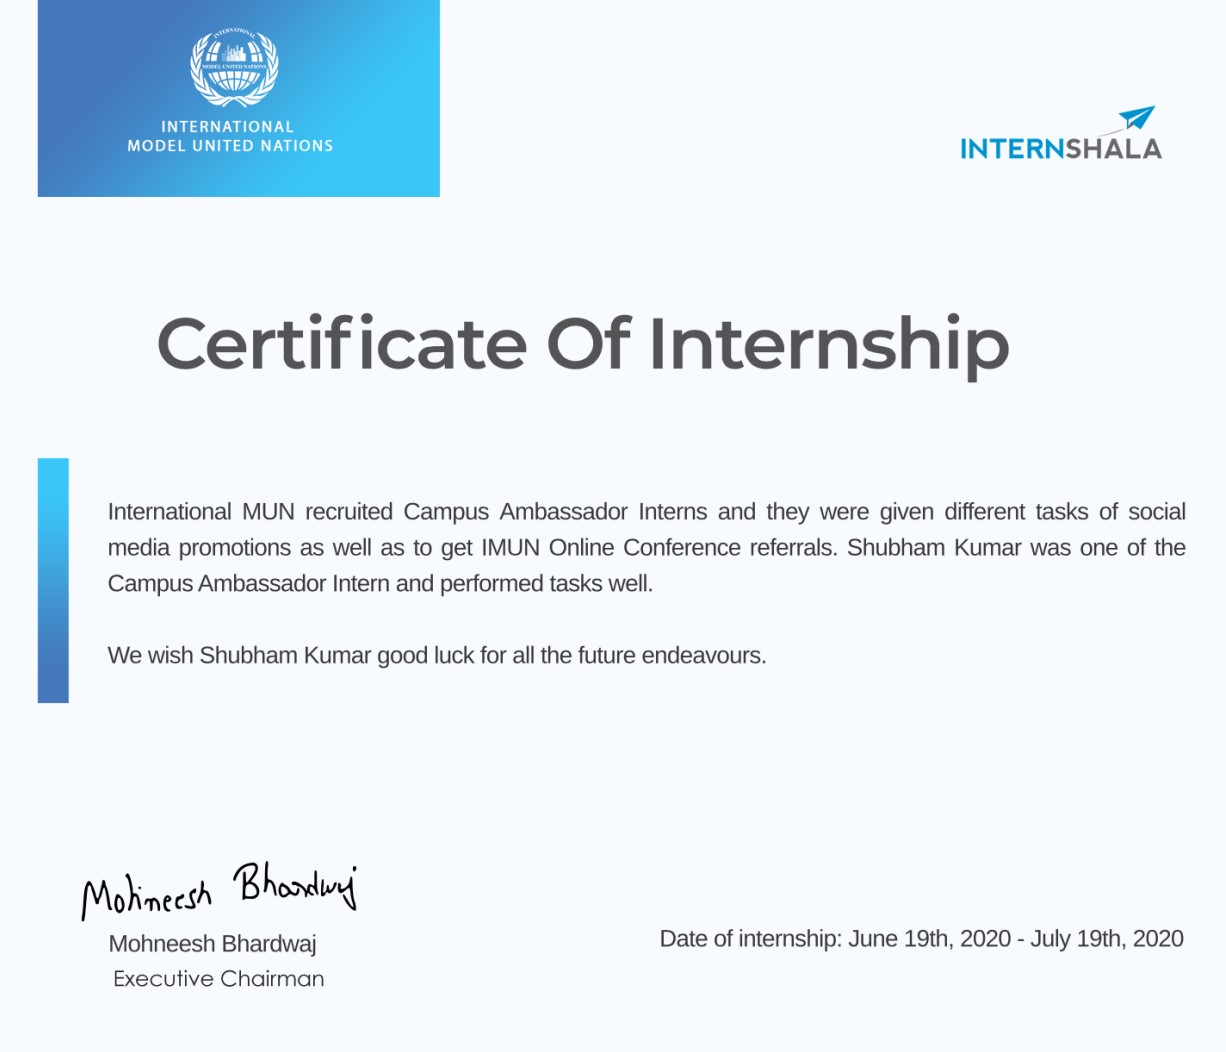 INTERNATIONAL
MODEL UNITED NATIONS
INTERNATIONAL
MODEL UNITED NATIONS
INTERNSHALA
Certificate Of Internship
International MUN recruited Campus Ambassador Interns and they were given different tasks of social
media promotions as well as to get IMUN Online Conference referrals. Shubham Kumar was one of the
Campus Ambassador Intern and performed tasks well.
We wish Shubham Kumar good luck for all the future endeavours.
Mohneesh Bhardwaj
Mohneesh Bhardwaj
Executive Chairman
Date of internship: June 19th, 2020 - July 19th, 2020